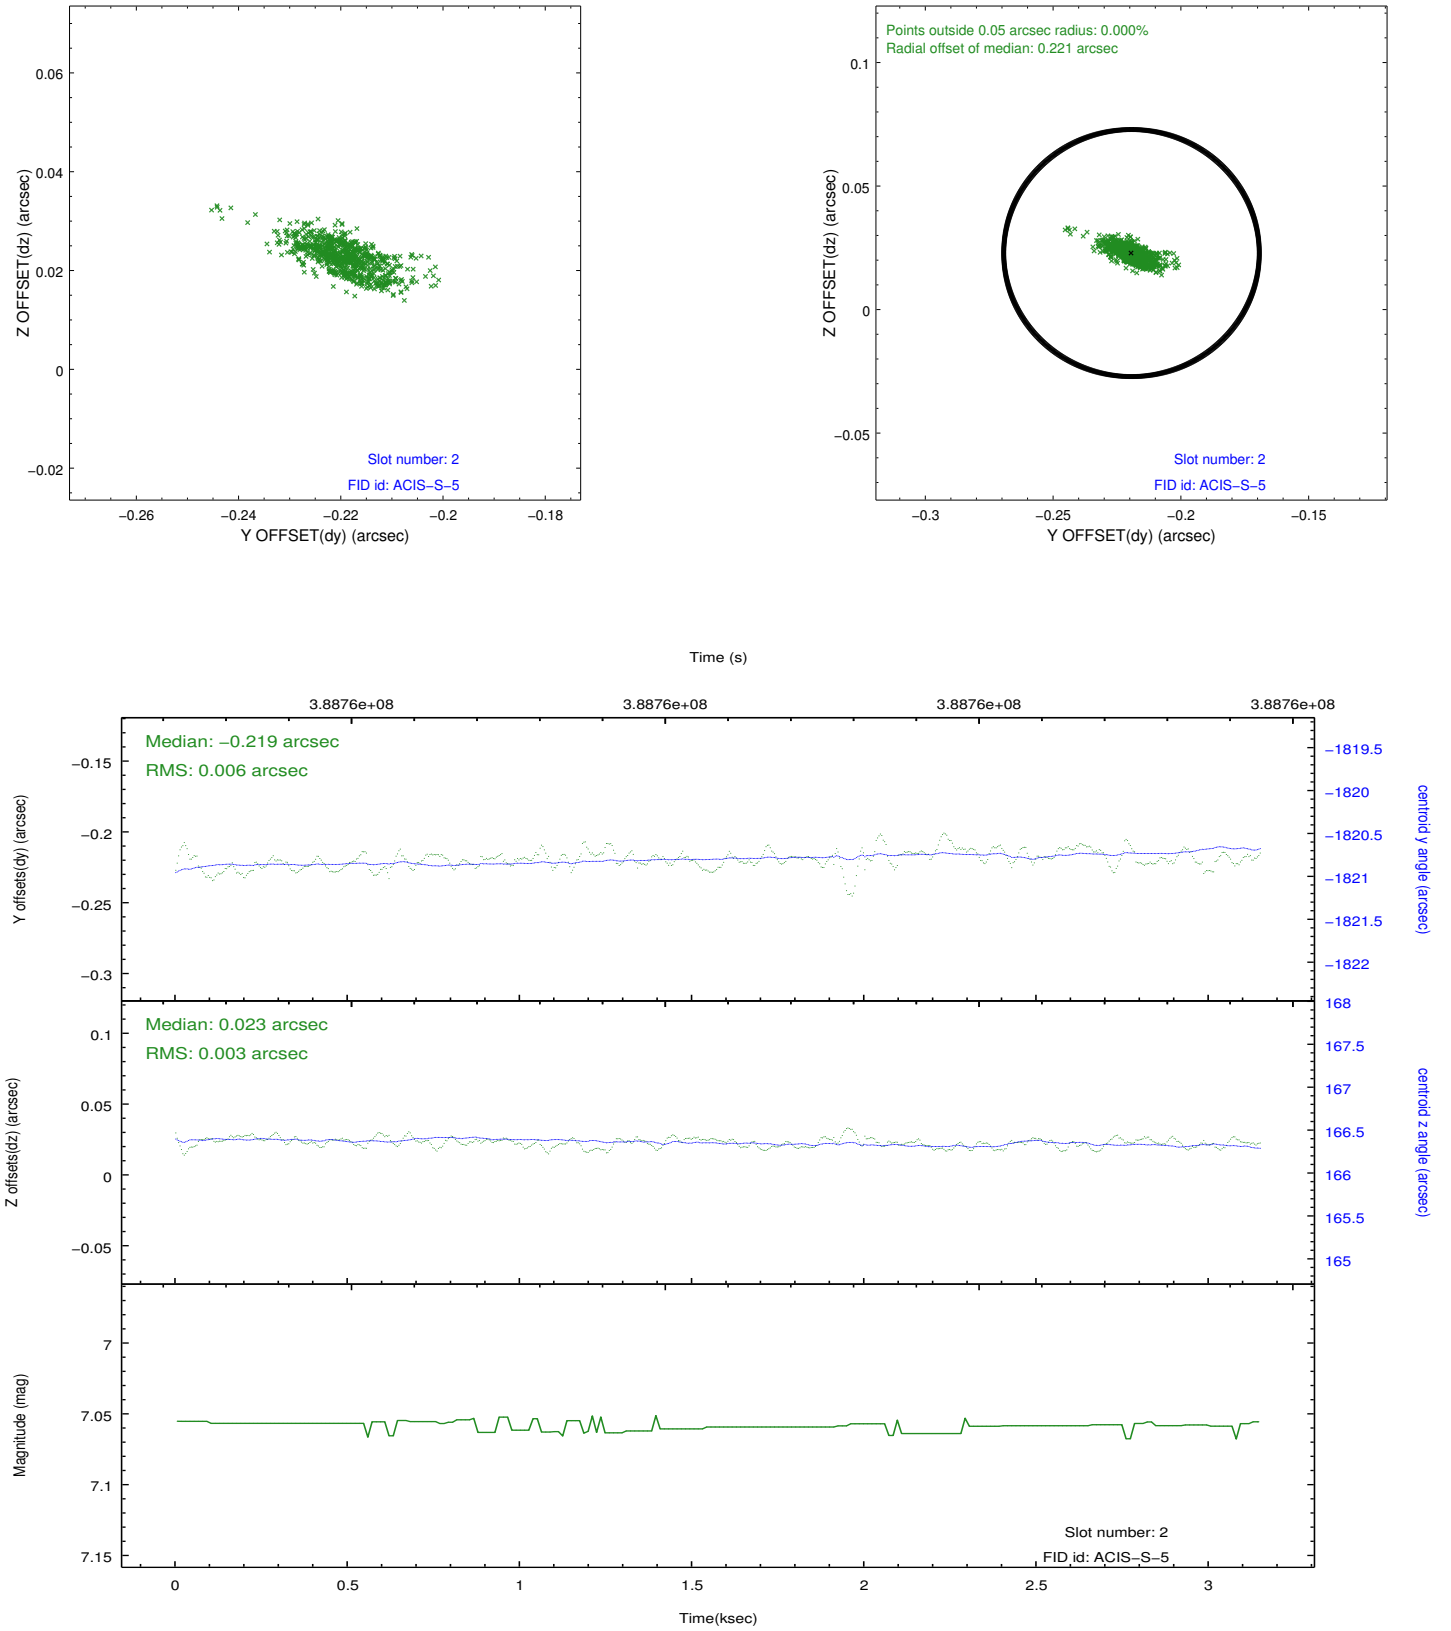 0.06
0.04
0.02
0
−0.02
Z OFFSET(dz) (arcsec)
Slot number: 2
FID id: ACIS−S−5
−0.26
−0.24
−0.22
−0.2
−0.18
Y OFFSET(dy) (arcsec)
Points outside 0.05 arcsec radius: 0.000%
Radial offset of median: 0.221 arcsec
0.1
0.05
0
−0.05
Z OFFSET(dz) (arcsec)
Slot number: 2
FID id: ACIS−S−5
−0.3
−0.25
−0.2
−0.15
Y OFFSET(dy) (arcsec)
Time (s)
3.8876e+08
3.8876e+08
3.8876e+08
3.8876e+08
Median: −0.219 arcsec
RMS: 0.006 arcsec
−0.15
−0.2
−0.25
−0.3
Y offsets(dy) (arcsec)
−1819.5
−1820
−1820.5
−1821
−1821.5
−1822
centroid y angle (arcsec)
Median: 0.023 arcsec
RMS: 0.003 arcsec
0.1
0.05
0
−0.05
Z offsets(dz) (arcsec)
168
167.5
167
166.5
166
165.5
165
centroid z angle (arcsec)
7
7.05
7.1
7.15
Magnitude (mag)
Slot number: 2
FID id: ACIS−S−5
0
0.5
1
1.5
2
2.5
3
Time(ksec)